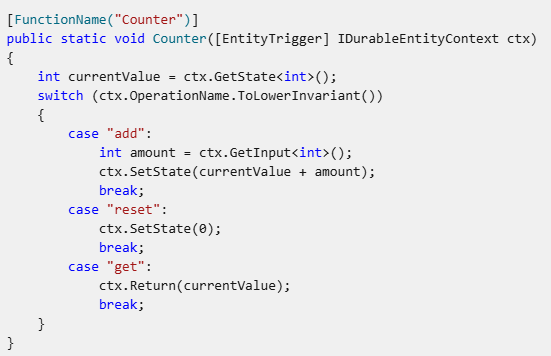 [FunctionName("Counter")]
public static void Counter([EntityTrigger] IDurableEntityContext ctx)
{
    int currentValue = ctx.GetState<int>();
    switch (ctx.OperationName.ToLowerInvariant())
    {
        case "add":
            int amount = ctx.GetInput<int>();
            ctx.SetState(currentValue + amount);
            break;
        case "reset":
            ctx.SetState(0);
            break;
        case "get":
            ctx.Return(currentValue);
            break;
    }
}